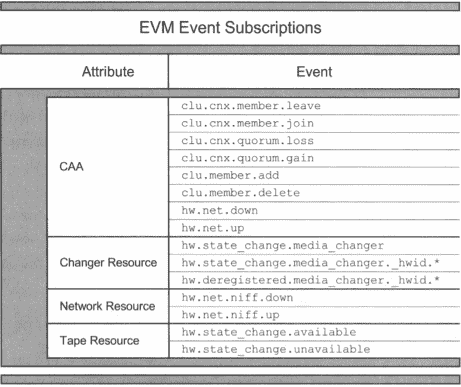 EVM Event Subscriptions
Attribute Event
CAA
clu.cnx.member.leave
clu.cnx.member.join
clu.cnx.quorum.loss
clu.cnx.quorum.gain
clu.member.add
clu.member.delete
hw.net.down
hw.net.up
Changer Resource
hw.state_change.media_changer
hw.state_change.media_changer._hwid.*
hw.deregistered.media_changer._hwid.*
Network Resource
hw.net.niff.down
hw.net.niff.up
Tape Resource
hw.state_change.available
hw.state_change.unavailable